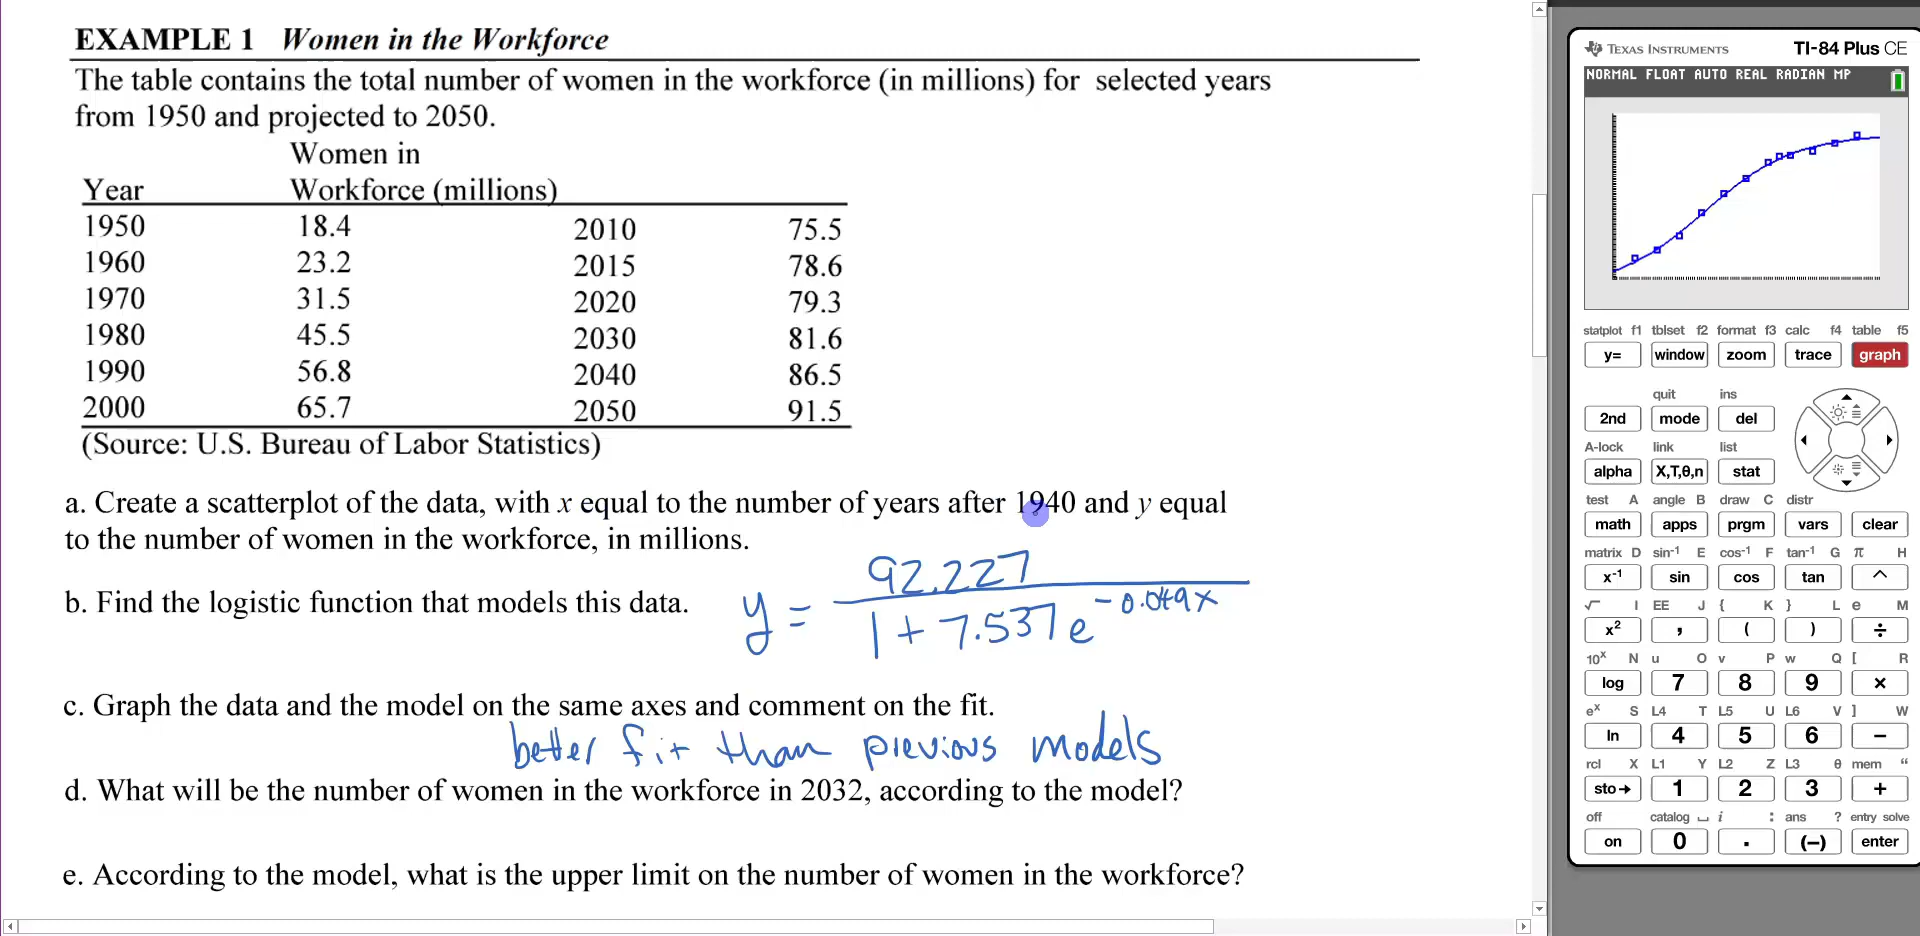 EXAMPLE 1 Women in the Workforce
The table contains the total number of women in the workforce (in millions) for selected years
from 1950 and projected to 2050.
Women in
Year Workforce (millions)
1950 18.4 2010 75.5
1960 23.2 2015 78.6
1970 31.5 2020 79.3
1980 45.5 2030 81.6
1990 56.8 2040 86.5
2000 65.7 2050 91.5
(Source: U.S. Bureau of Labor Statistics)
a. Create a scatterplot of the data, with x equal to the number of years after 1940 and y equal
to the number of women in the workforce, in millions.
92.227
b. Find the logistic function that models this data. y =
1 + 7.537e^-0.049x
c. Graph the data and the model on the same axes and comment on the fit.
better fit than previous models
d. What will be the number of women in the workforce in 2032, according to the model?
e. According to the model, what is the upper limit on the number of women in the workforce?
TEXAS INSTRUMENTS TI-84 Plus CE
NORMAL FLOAT AUTO REAL RADIAN MP
statplot f1 tblset f2 format f3 calc f4 table f5
y= window zoom trace graph
quit ins
2nd mode del
A-lock link list
alpha X,T,θ,n stat
test A angle B draw C distr
math apps prgm vars clear
matrix D sin-1 E cos-1 F tan-1 G π H
x-1 sin cos tan ^
√ I EE J { K } L e M
x2 , ( ) ÷
10x N u O v P w Q [ R
log 7 8 9 ×
ex S L4 T L5 U L6 V ] W
ln 4 5 6 −
rcl X L1 Y L2 Z L3 θ mem "
sto→ 1 2 3 +
off catalog ⎵ i : ans ? entry solve
on 0 . (−) enter